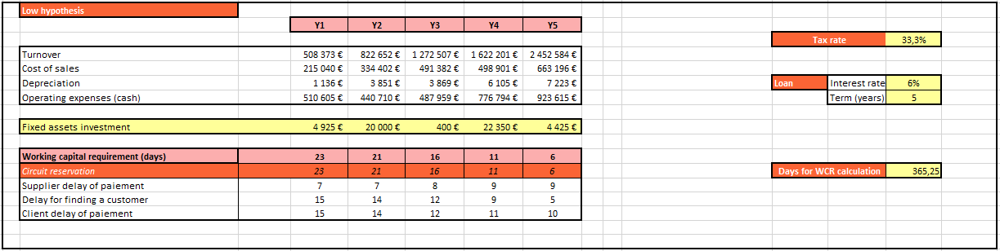 Low hypothesis
Y1 Y2 Y3 Y4 Y5
Tax rate 33,3%
Turnover 508 373 € 822 652 € 1 272 507 € 1 622 201 € 2 452 584 €
Cost of sales 215 040 € 334 402 € 491 382 € 498 901 € 663 196 €
Depreciation 1 136 € 3 851 € 3 869 € 6 105 € 7 223 € Loan Interest rate 6%
Operating expenses (cash) 510 605 € 440 710 € 487 959 € 776 794 € 923 615 € Term (years) 5
Fixed assets investment 4 925 € 20 000 € 400 € 22 350 € 4 425 €
Working capital requirement (days) 23 21 16 11 6
Circuit reservation 23 21 16 11 6 Days for WCR calculation 365,25
Supplier delay of paiement 7 7 8 9 9
Delay for finding a customer 15 14 12 9 5
Client delay of paiement 15 14 12 11 10